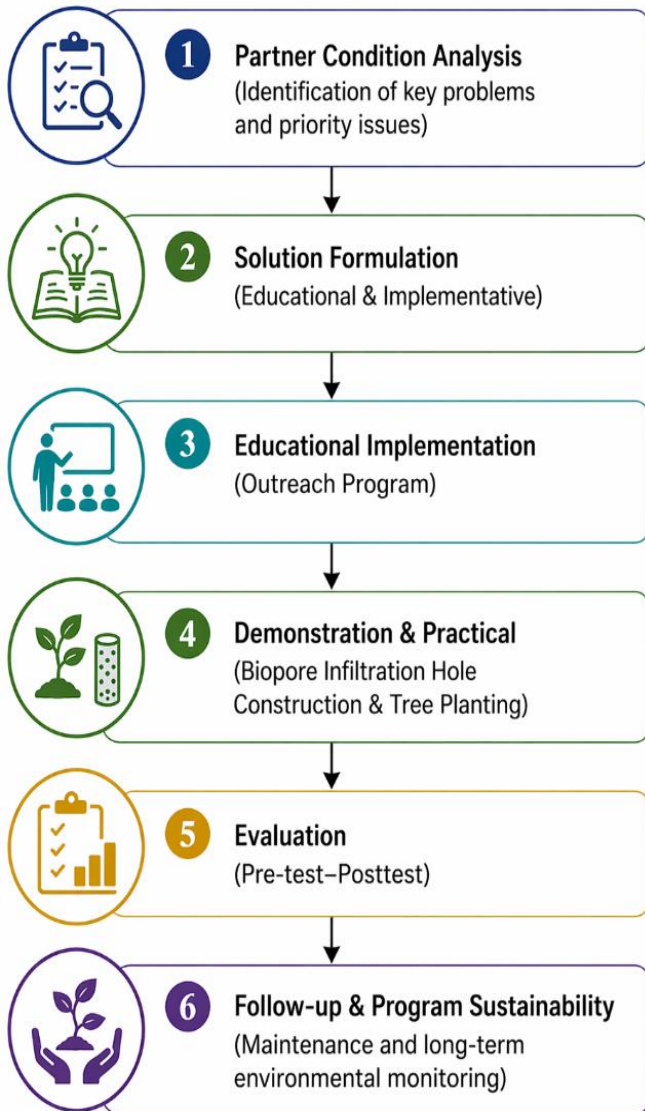 1 Partner Condition Analysis
(Identification of key problems
and priority issues)
2 Solution Formulation
(Educational & Implementative)
3 Educational Implementation
(Outreach Program)
4 Demonstration & Practical
(Biopore Infiltration Hole
Construction & Tree Planting)
5 Evaluation
(Pre-test–Posttest)
6 Follow-up & Program Sustainability
(Maintenance and long-term
environmental monitoring)